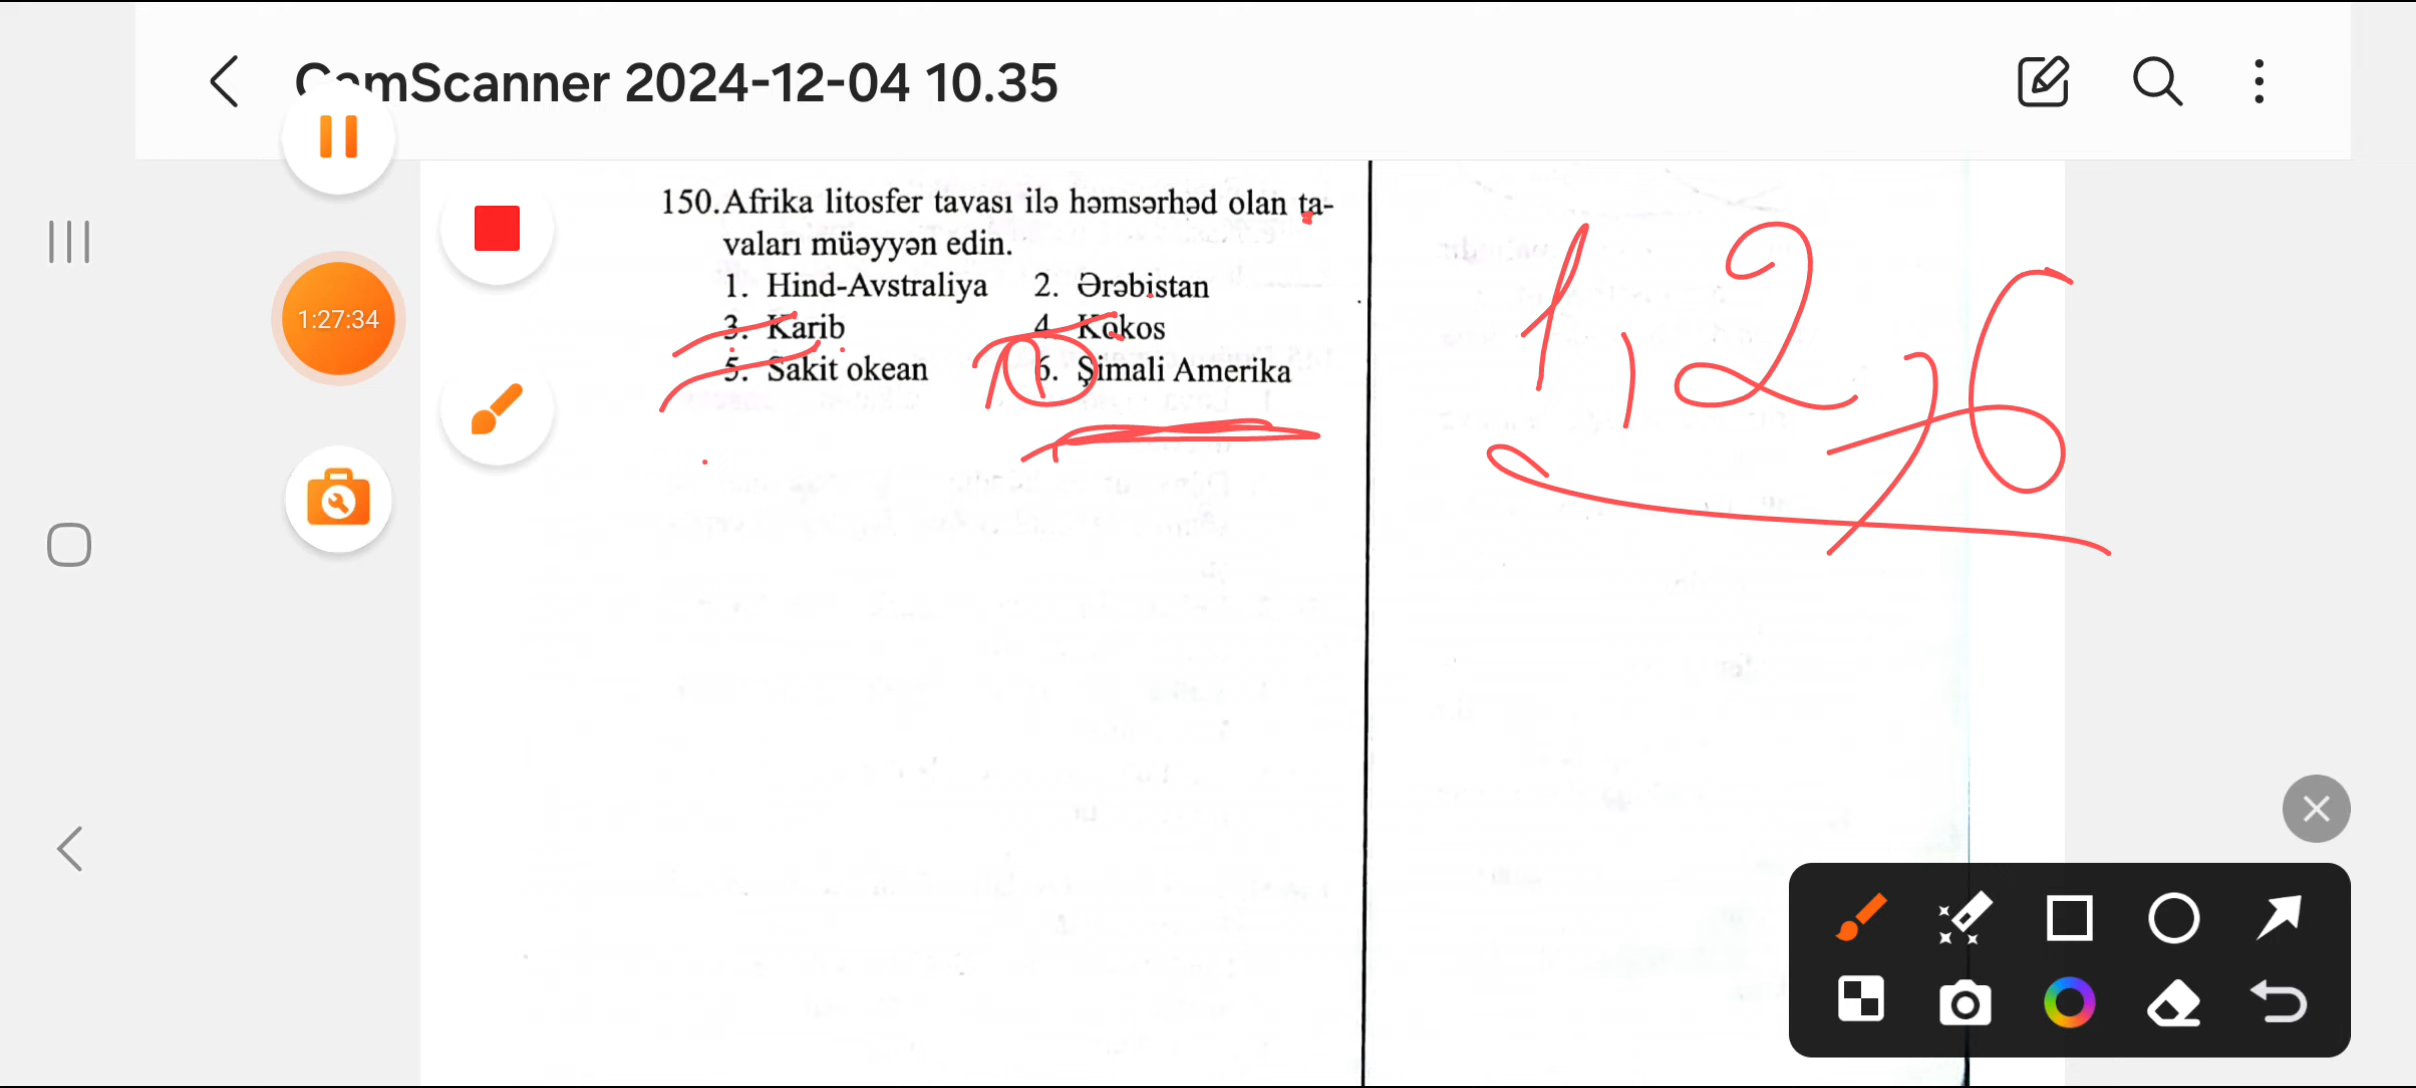 CamScanner 2024-12-04 10.35
1:27:34
150. Afrika litosfer tavası ilə həmsərhəd olan ta-
vaları müəyyən edin.
1. Hind-Avstraliya 2. Ərəbistan
3. Karib 4. Kokos
5. Sakit okean 6. Şimali Amerika
1, 2, 6